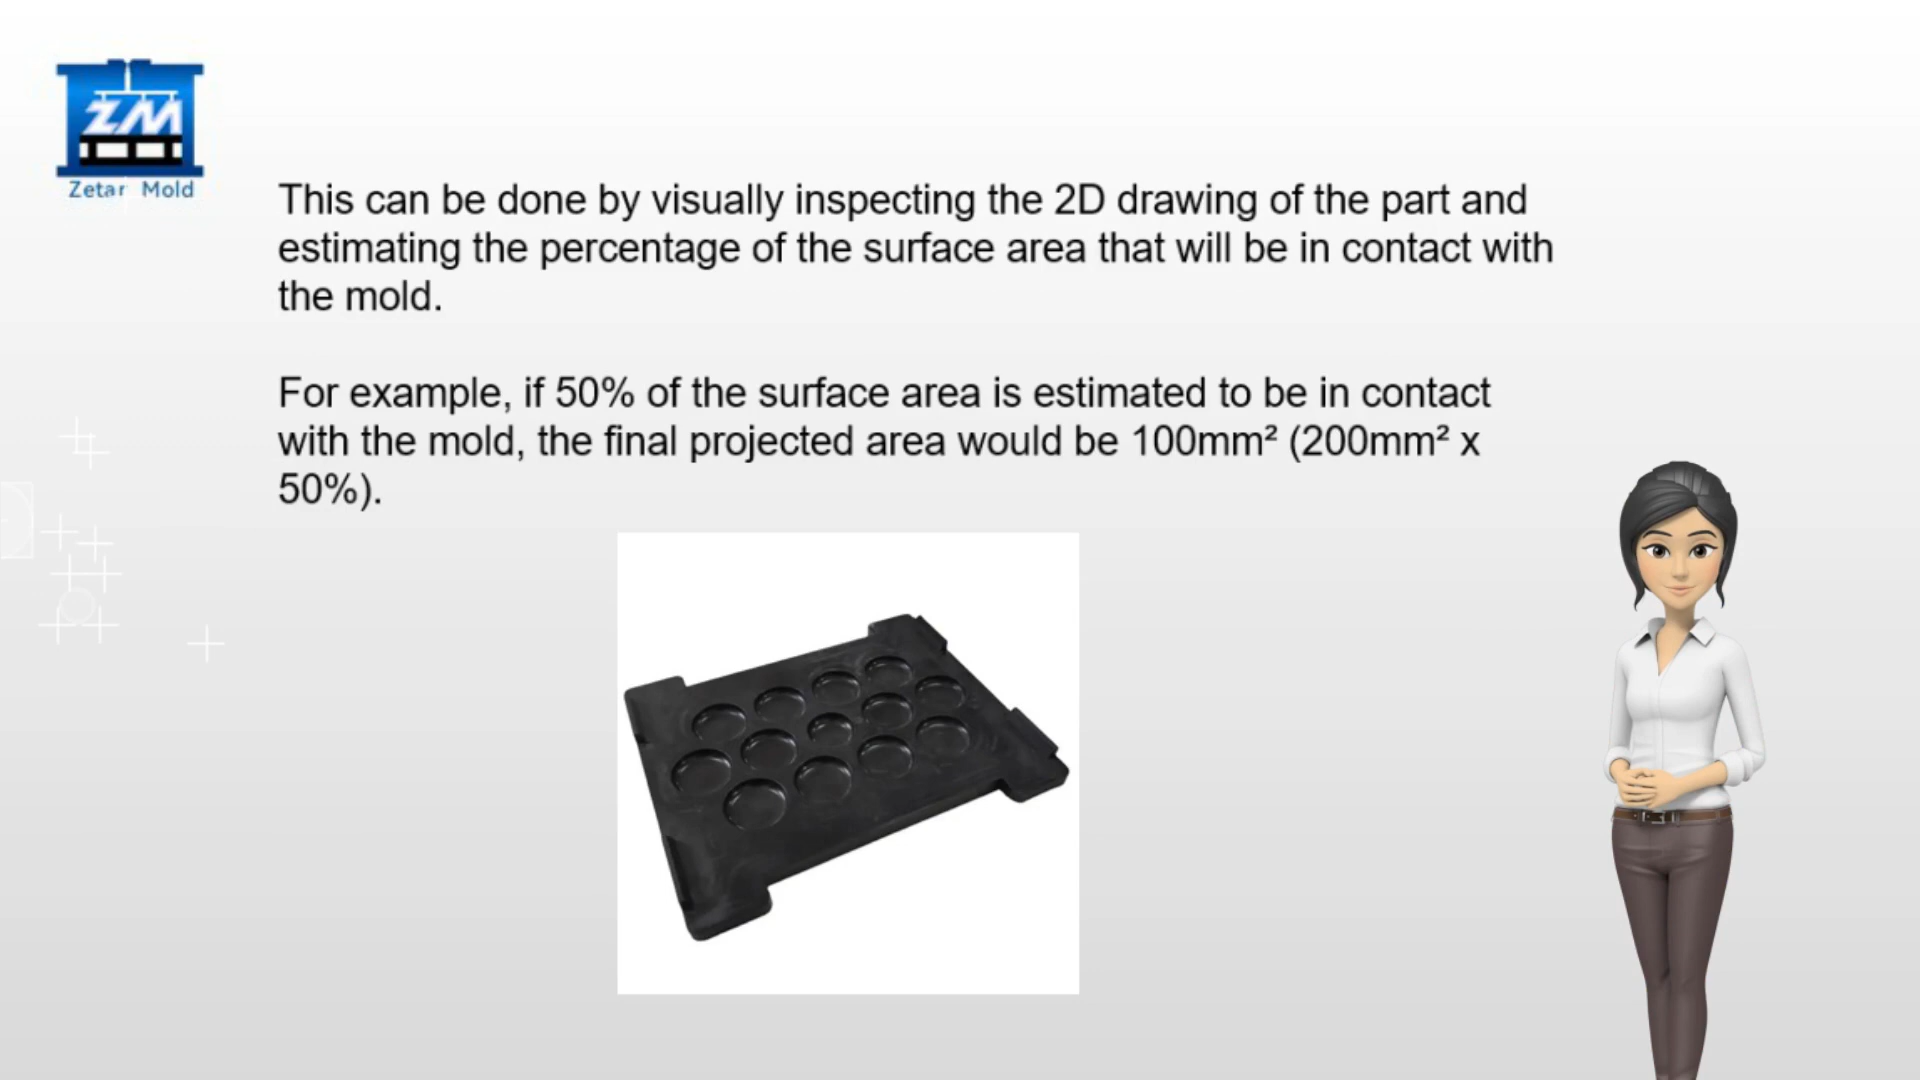 ZM
Zetar Mold
This can be done by visually inspecting the 2D drawing of the part and
estimating the percentage of the surface area that will be in contact with
the mold.
For example, if 50% of the surface area is estimated to be in contact
with the mold, the final projected area would be 100mm² (200mm² x
50%).